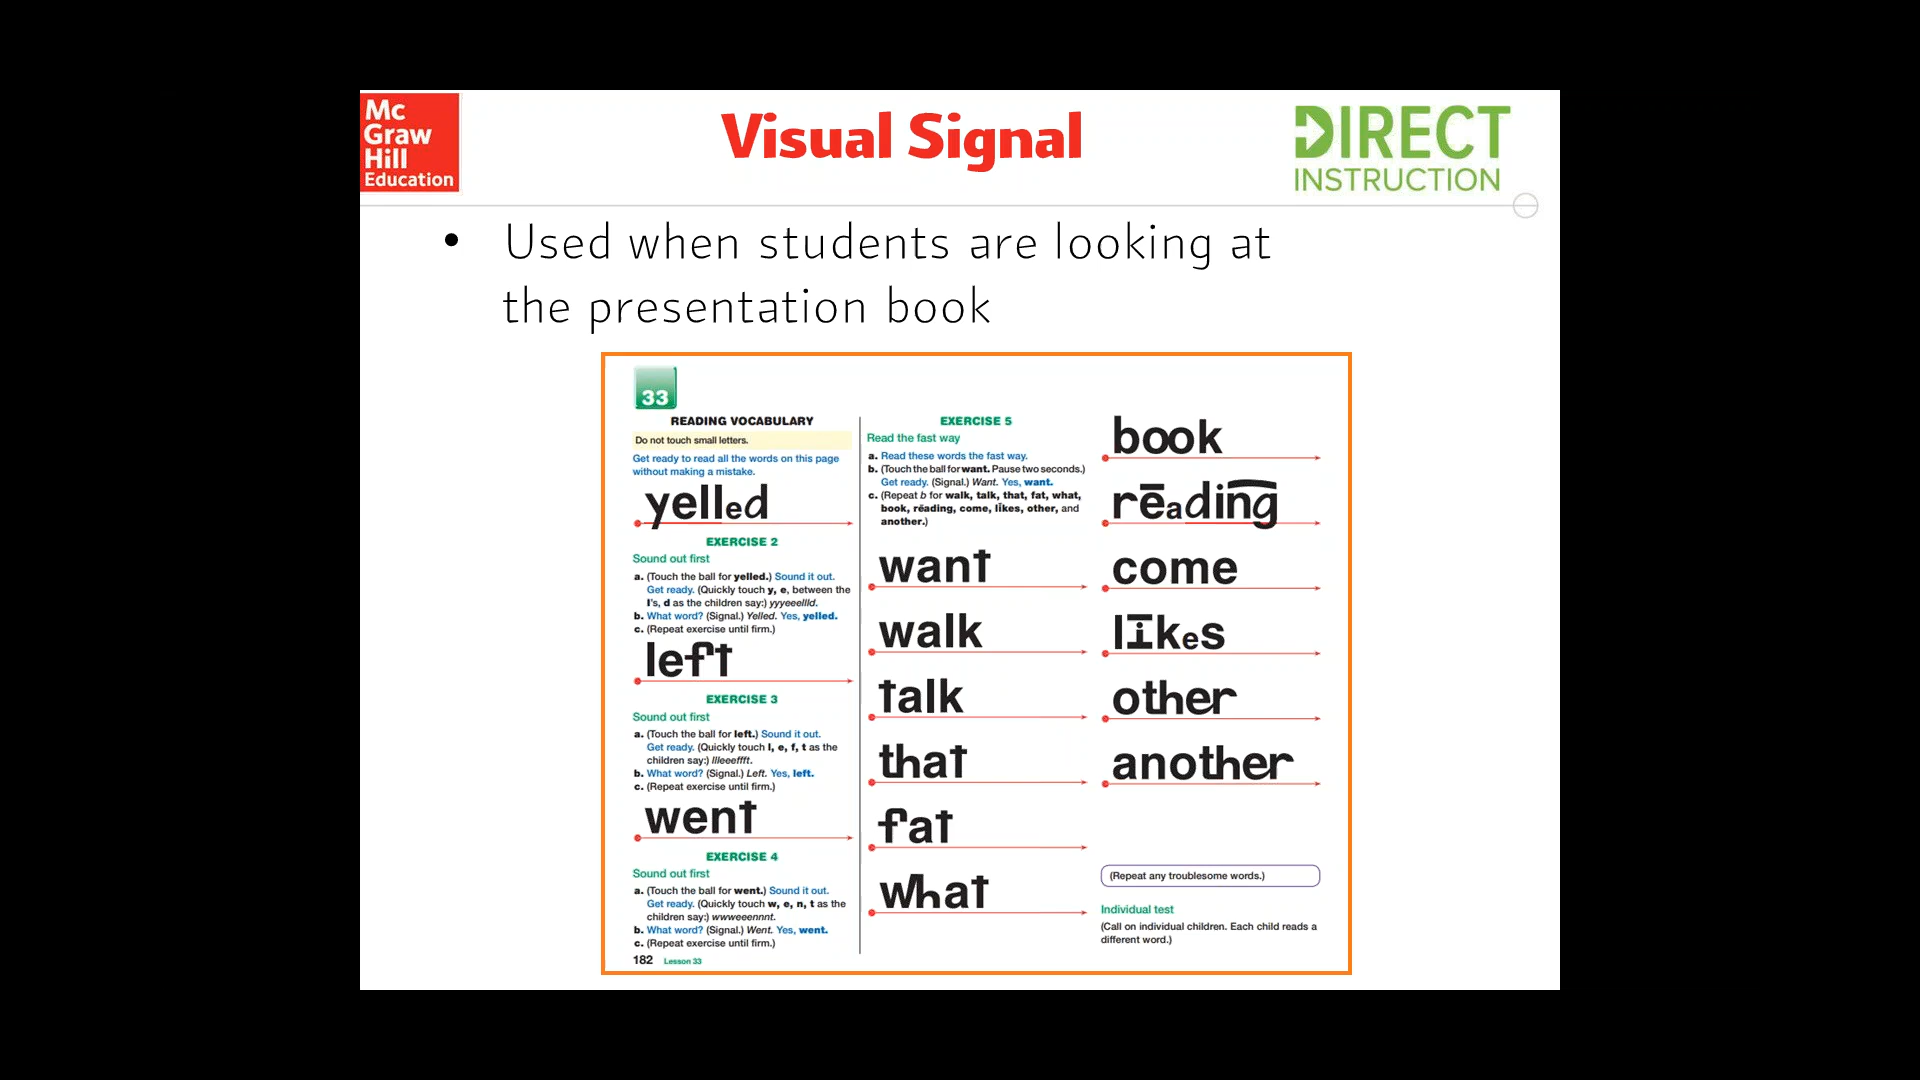 Mc
Graw
Hill
Education
Visual Signal
DIRECT
INSTRUCTION
• Used when students are looking at
the presentation book
33
READING VOCABULARY
Do not touch small letters.
Get ready to read all the words on this page
without making a mistake.
yelled
EXERCISE 2
Sound out first
a. (Touch the ball for yelled.) Sound it out.
Get ready. (Quickly touch y, e, between the
l's, d as the children say:) yyyeeellld.
b. What word? (Signal.) Yelled. Yes, yelled.
c. (Repeat exercise until firm.)
left
EXERCISE 3
Sound out first
a. (Touch the ball for left.) Sound it out.
Get ready. (Quickly touch l, e, f, t as the
children say:) llleeeffft.
b. What word? (Signal.) Left. Yes, left.
c. (Repeat exercise until firm.)
went
EXERCISE 4
Sound out first
a. (Touch the ball for went.) Sound it out.
Get ready. (Quickly touch w, e, n, t as the
children say:) wwweeennnt.
b. What word? (Signal.) Went. Yes, went.
c. (Repeat exercise until firm.)
182 Lesson 33
EXERCISE 5
Read the fast way
a. Read these words the fast way.
b. (Touch the ball for want. Pause two seconds.)
Get ready. (Signal.) Want. Yes, want.
c. (Repeat b for walk, talk, that, fat, what,
book, rēading, come, līkes, other, and
another.)
want
walk
talk
that
fat
what
book
rēading
come
līkes
other
another
(Repeat any troublesome words.)
Individual test
(Call on individual children. Each child reads a
different word.)